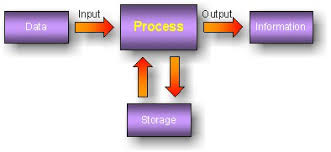 Data
Input
Process
Output
Information
Storage